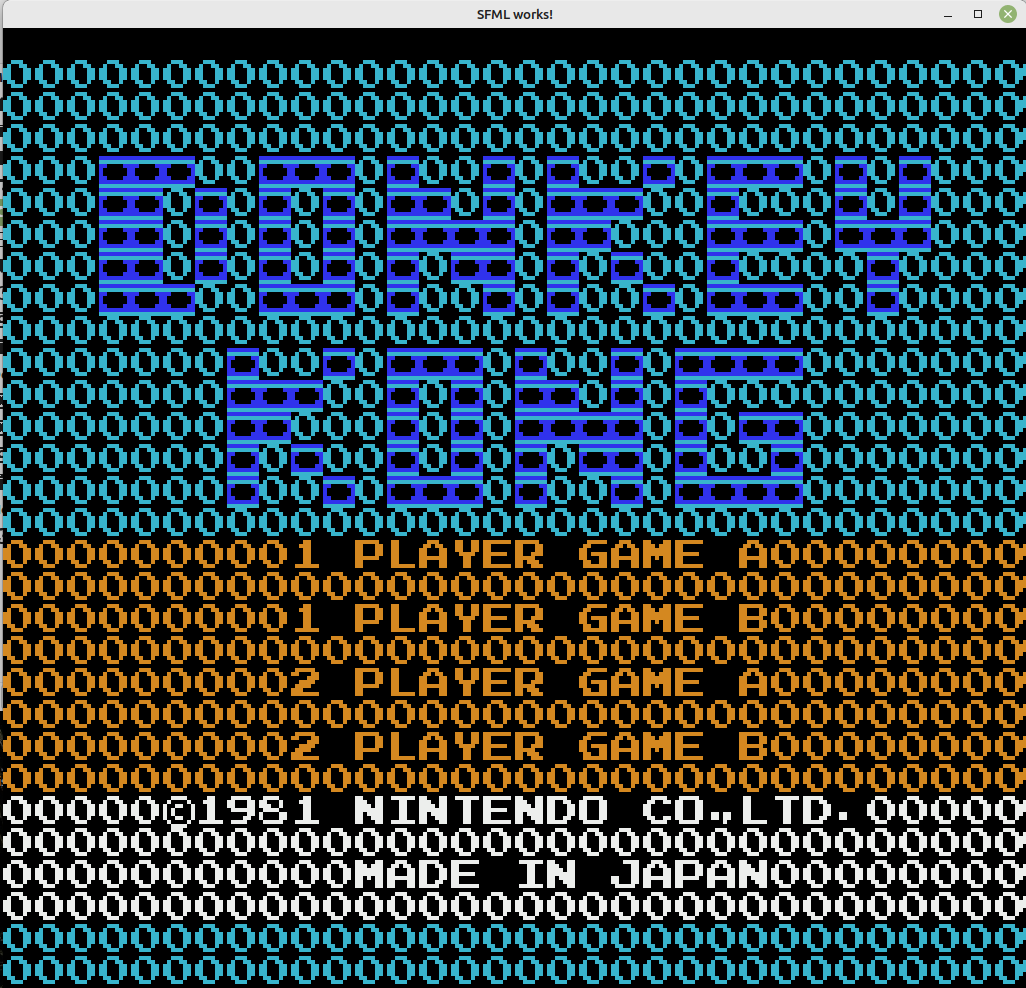 SFML works!
DONKEY
KONG
1 PLAYER GAME A
1 PLAYER GAME B
2 PLAYER GAME A
2 PLAYER GAME B
©1981 NINTENDO CO.,LTD.
MADE IN JAPAN